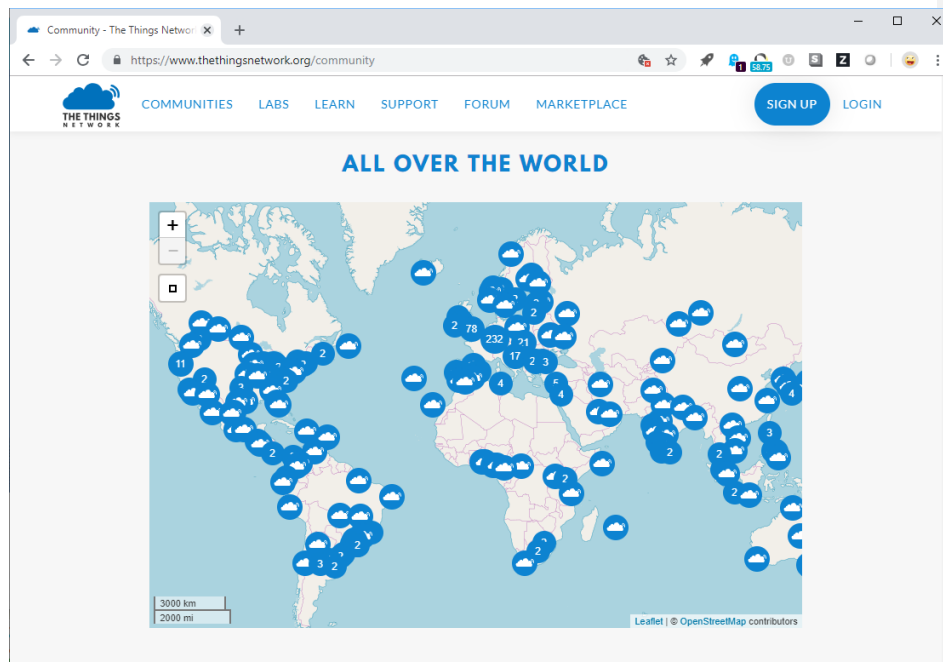 Community - The Things Networ
https://www.thethingsnetwork.org/community
1
58.75
S
Z
THE THINGS
NETWORK
COMMUNITIES LABS LEARN SUPPORT FORUM MARKETPLACE SIGN UP LOGIN
ALL OVER THE WORLD
+
−
2 78
232 21
17
2 3
11
2
2
2
3
4
5
4
4
3
2
2
2
2
2
2
2
2
3 2
2
3000 km
2000 mi
Leaflet | © OpenStreetMap contributors